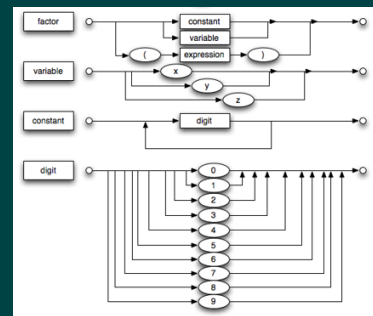 factor constant
variable
( expression )
variable x
y
z
constant digit
digit 0
1
2
3
4
5
6
7
8
9